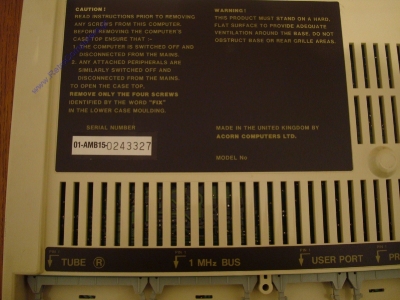 CAUTION!
READ INSTRUCTIONS PRIOR TO REMOVING
ANY SCREWS FROM THIS COMPUTER.
BEFORE REMOVING THE COMPUTER'S
CASE TOP ENSURE THAT :-
1. THE COMPUTER IS SWITCHED OFF AND
DISCONNECTED FROM THE MAINS.
2. ANY ATTACHED PERIPHERALS ARE
SIMILARLY SWITCHED OFF AND
DISCONNECTED FROM THE MAINS.
TO OPEN THE CASE TOP.
REMOVE ONLY THE FOUR SCREWS
IDENTIFIED BY THE WORD "FIX"
IN THE LOWER CASE MOULDING.
WARNING!
THIS PRODUCT MUST STAND ON A HARD,
FLAT SURFACE TO PROVIDE ADEQUATE
VENTILATION AROUND THE BASE. DO NOT
OBSTRUCT BASE OR REAR GRILLE AREAS.
SERIAL NUMBER
01-AMB15-0243327
MADE IN THE UNITED KINGDOM BY
ACORN COMPUTERS LTD.
MODEL No
TUBE ®
1 MHz BUS
USER PORT
PR